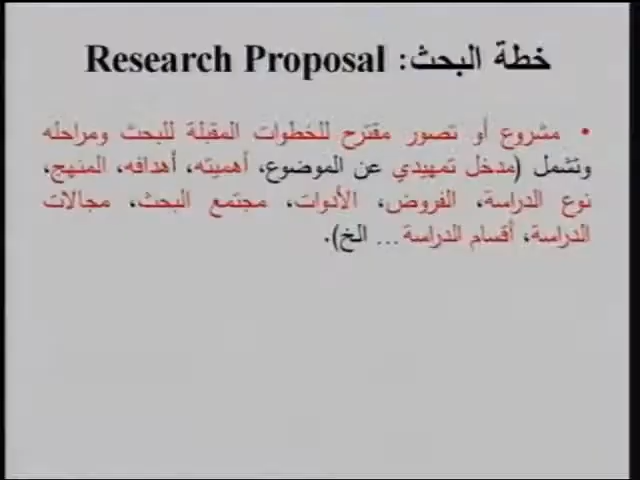 خطة البحث: Research Proposal
• مشروع أو تصور مقترح للخطوات المقبلة للبحث ومراحله
وتشمل (مدخل تمهيدي عن الموضوع، أهميته، أهدافه، المنهج،
نوع الدراسة، الفروض، الأدوات، مجتمع البحث، مجالات
الدراسة، أقسام الدراسة... الخ).